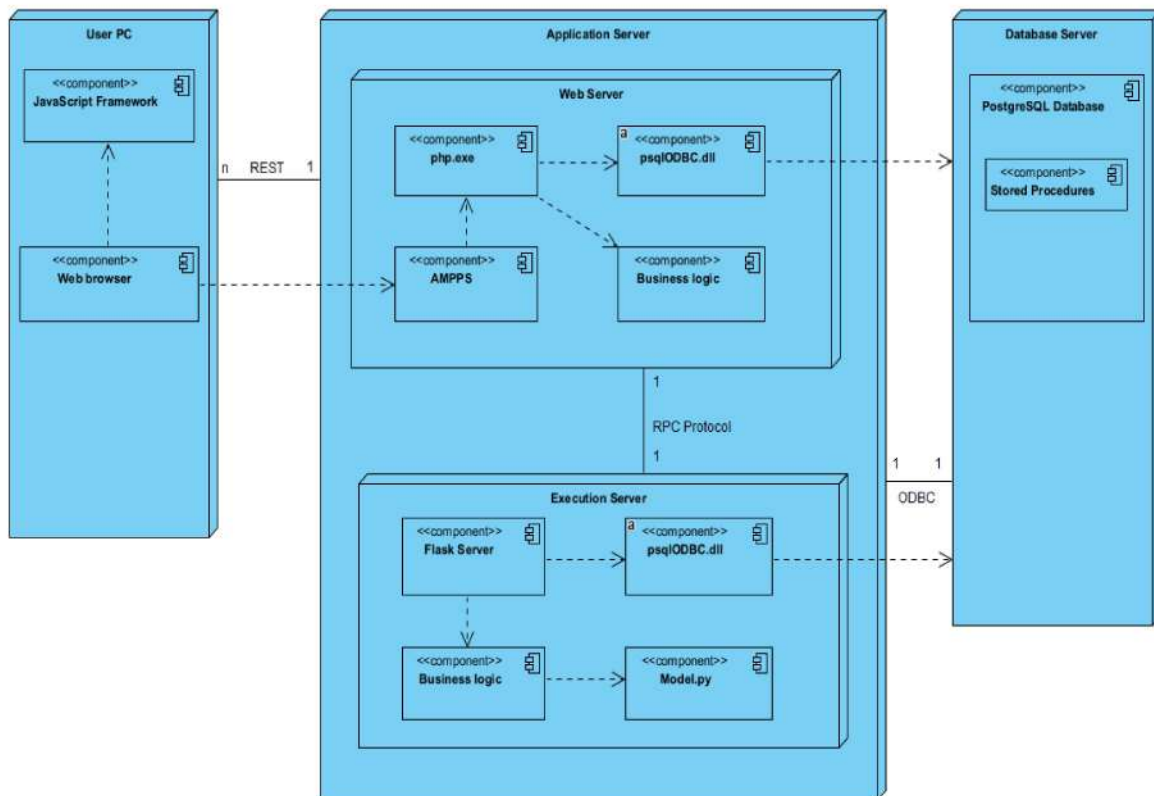 User PC
<<component>>
JavaScript Framework
<<component>>
Web browser
n REST 1
Application Server
Web Server
<<component>>
php.exe
a
<<component>>
psqlODBC.dll
<<component>>
AMPPS
<<component>>
Business logic
1
RPC Protocol
1
Execution Server
<<component>>
Flask Server
a
<<component>>
psqlODBC.dll
<<component>>
Business logic
<<component>>
Model.py
1 1
ODBC
Database Server
<<component>>
PostgreSQL Database
<<component>>
Stored Procedures